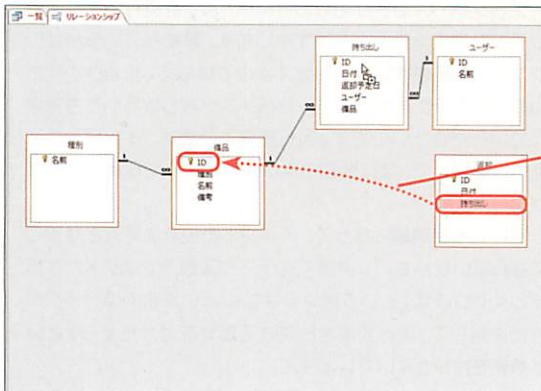 一覧 リレーションシップ
持ち出し
ID
日付
返却予定日
ユーザー
備品
ユーザー
ID
名前
種別
名前
備品
ID
種別
名前
備考
返却
ID
日付
持ち出し
1
∞
1
∞
1
∞